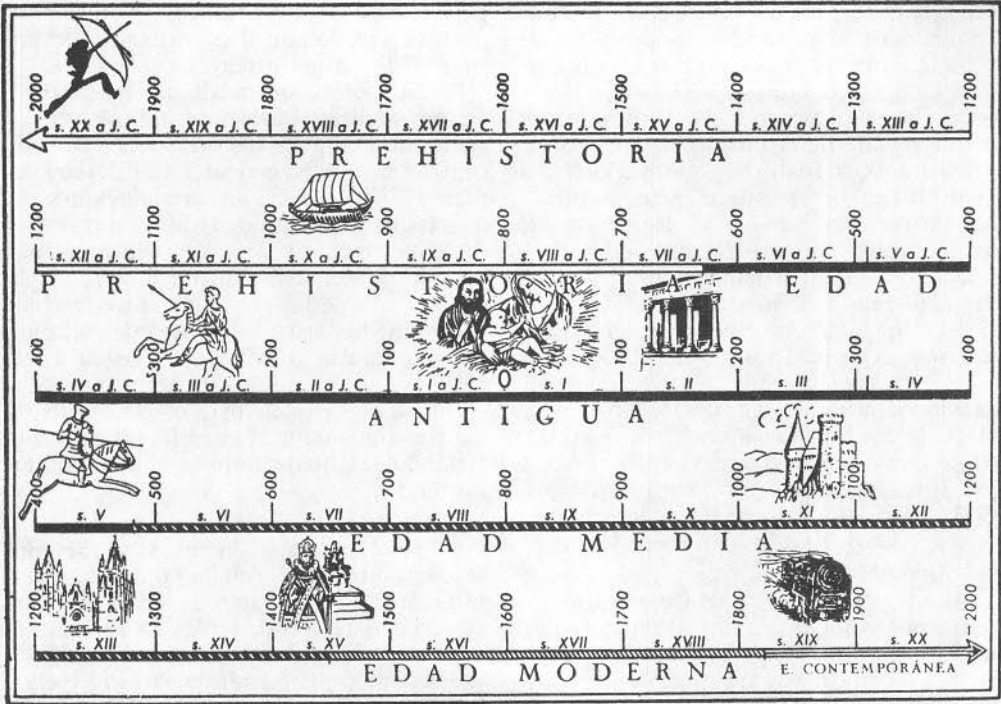 2000 1900 1800 1700 1600 1500 1400 1300 1200
s. XX a J. C. s. XIX a J. C. s. XVIII a J. C. s. XVII a J. C. s. XVI a J. C. s. XV a J. C. s. XIV a J. C. s. XIII a J. C.
PREHISTORIA
1200 1100 1000 900 800 700 600 500 400
s. XII a J. C. s. XI a J. C. s. X a J. C. s. IX a J. C. s. VIII a J. C. s. VII a J. C. s. VI a J. C. s. V a J. C.
PREHISTORIA EDAD
400 300 200 100 O 100 200 300 400
s. IV a J. C. s. III a J. C. s. II a J. C. s. I a J. C. s. I s. II s. III s. IV
ANTIGUA
400 500 600 700 800 900 1000 1100 1200
s. V s. VI s. VII s. VIII s. IX s. X s. XI s. XII
EDAD MEDIA
1200 1300 1400 1500 1600 1700 1800 1900 2000
s. XIII s. XIV s. XV s. XVI s. XVII s. XVIII s. XIX s. XX
EDAD MODERNA E. CONTEMPORÁNEA